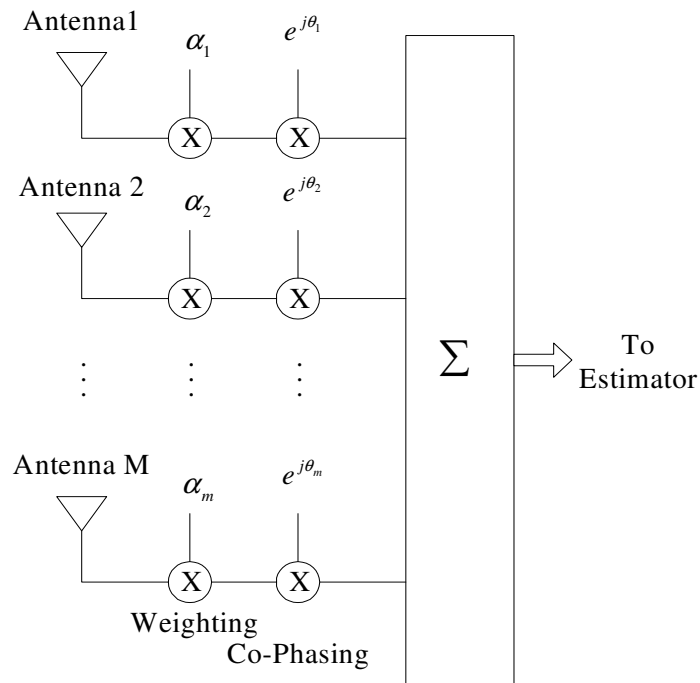 Antenna1
α₁
e^{jθ₁}
X
X
Antenna 2
α₂
e^{jθ₂}
X
X
Σ
To
Estimator
⋮
⋮
⋮
Antenna M
αₘ
e^{jθₘ}
X
X
Weighting
Co-Phasing